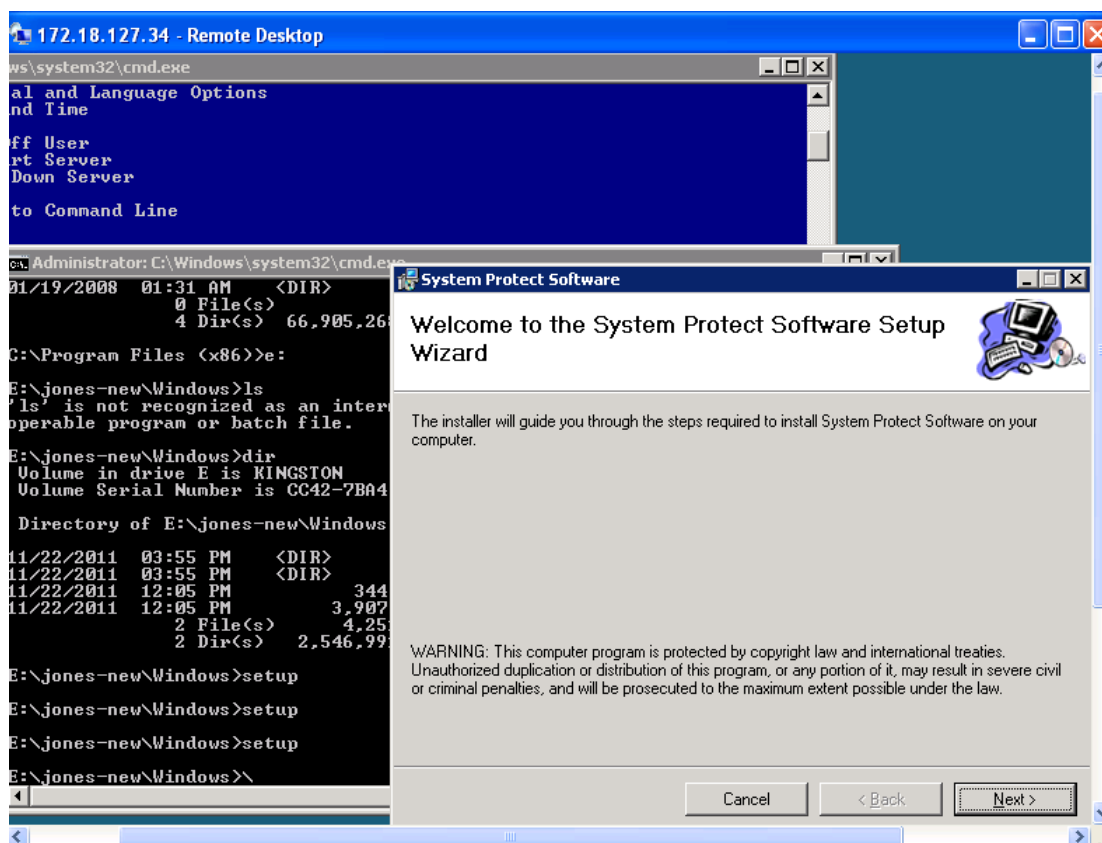 172.18.127.34 - Remote Desktop
ws\system32\cmd.exe
al and Language Options
nd Time
ff User
rt Server
Down Server
to Command Line
Administrator: C:\Windows\system32\cmd.exe
01/19/2008 01:31 AM <DIR>
0 File(s)
4 Dir(s) 66,905,26
C:\Program Files (x86)>e:
E:\jones-new\Windows>ls
'ls' is not recognized as an inter
operable program or batch file.
E:\jones-new\Windows>dir
Volume in drive E is KINGSTON
Volume Serial Number is CC42-7BA4
Directory of E:\jones-new\Windows
11/22/2011 03:55 PM <DIR>
11/22/2011 03:55 PM <DIR>
11/22/2011 12:05 PM 344
11/22/2011 12:05 PM 3,907
2 File(s) 4,25
2 Dir(s) 2,546,99
E:\jones-new\Windows>setup
E:\jones-new\Windows>setup
E:\jones-new\Windows>setup
E:\jones-new\Windows>\
System Protect Software
Welcome to the System Protect Software Setup
Wizard
The installer will guide you through the steps required to install System Protect Software on your
computer.
WARNING: This computer program is protected by copyright law and international treaties.
Unauthorized duplication or distribution of this program, or any portion of it, may result in severe civil
or criminal penalties, and will be prosecuted to the maximum extent possible under the law.
Cancel
< Back
Next >